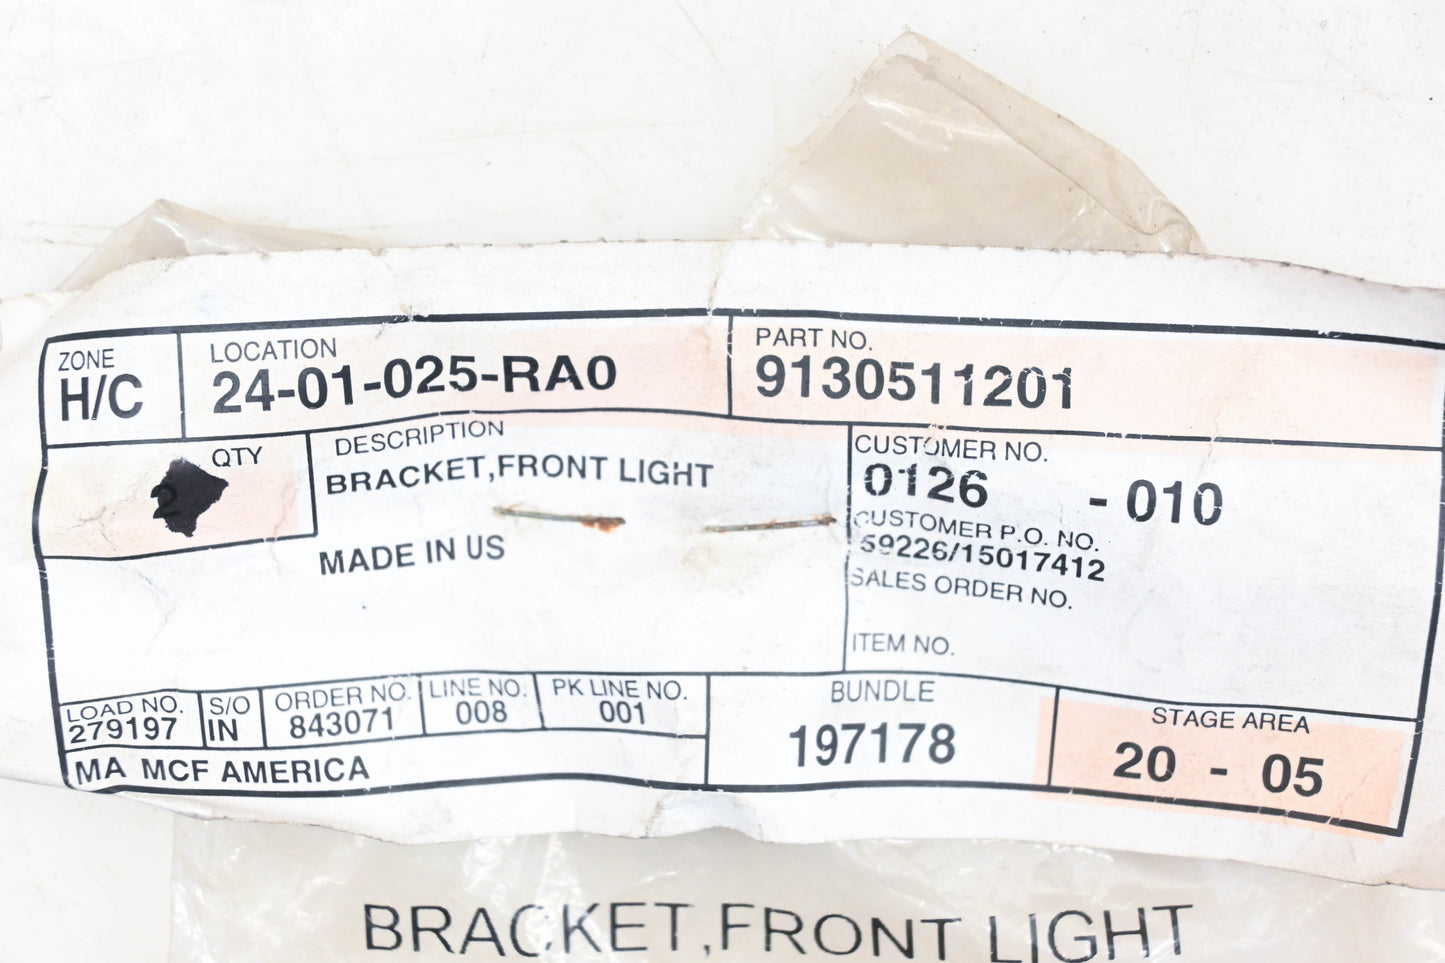 ZONE
H/C
LOCATION
24-01-025-RA0
PART NO.
9130511201
QTY
2
DESCRIPTION
BRACKET,FRONT LIGHT
MADE IN US
CUSTOMER NO.
0126 - 010
CUSTOMER P.O. NO.
59226/15017412
SALES ORDER NO.
ITEM NO.
LOAD NO.
279197
S/O
IN
ORDER NO.
843071
LINE NO.
008
PK LINE NO.
001
BUNDLE
197178
STAGE AREA
20 - 05
MA MCF AMERICA
BRACKET,FRONT LIGHT